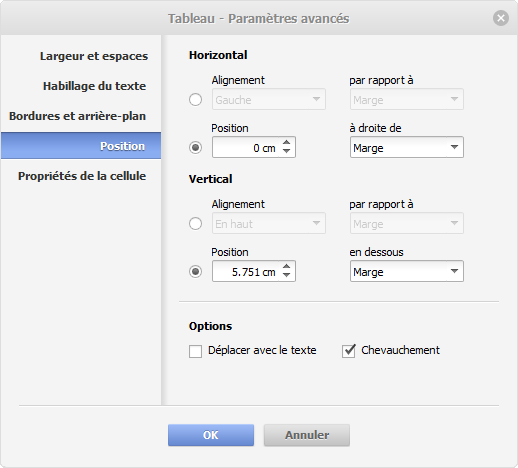 Tableau - Paramètres avancés
Largeur et espaces
Habillage du texte
Bordures et arrière-plan
Position
Propriétés de la cellule
Horizontal
Alignement par rapport à
Gauche Marge
Position à droite de
0 cm Marge
Vertical
Alignement par rapport à
En haut Marge
Position en dessous
5.751 cm Marge
Options
Déplacer avec le texte Chevauchement
OK Annuler